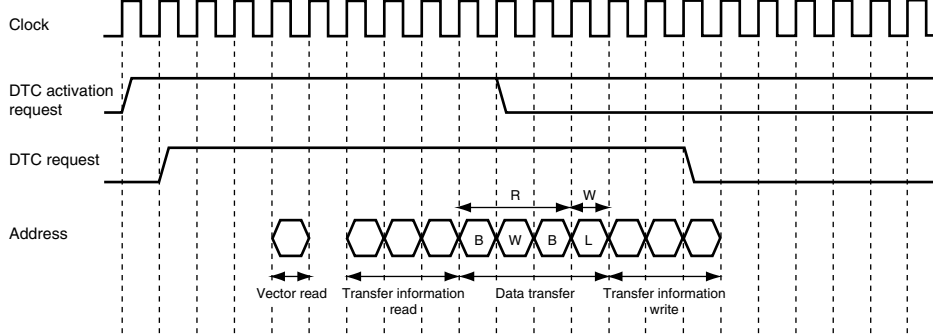 Clock
DTC activation
request
DTC request
R
W
Address
B
W
B
L
Vector read
Transfer information
read
Data transfer
Transfer information
write